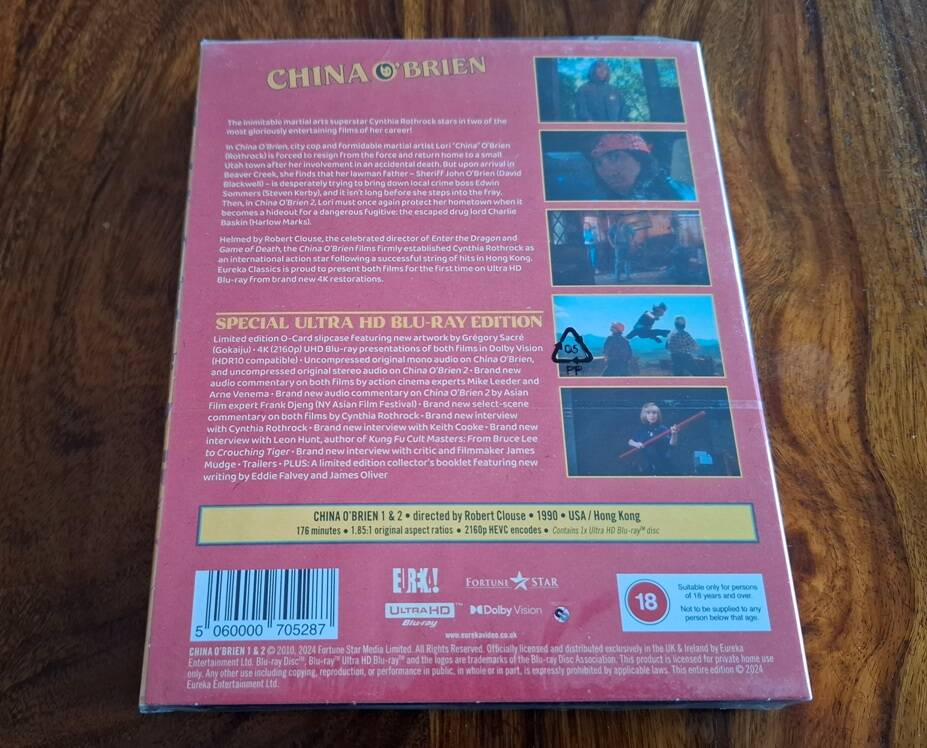 CHINA O'BRIEN
The inimitable martial arts superstar Cynthia Rothrock stars in two of the
most gloriously entertaining films of her career!
In China O'Brien, city cop and formidable martial artist Lori "China" O'Brien
(Rothrock) is forced to resign from the force and return home to a small
Utah town after her involvement in an accidental death. But upon arrival in
Beaver Creek, she finds that her lawman father – Sheriff John O'Brien (David
Blackwell) – is desperately trying to bring down local crime boss Edwin
Sommers (Steven Kerby), and it isn't long before she steps into the fray.
Then, in China O'Brien 2, Lori must once again protect her hometown when it
becomes a hideout for a dangerous fugitive: the escaped drug lord Charlie
Baskin (Harlow Marks).
Helmed by Robert Clouse, the celebrated director of Enter the Dragon and
Game of Death, the China O'Brien films firmly established Cynthia Rothrock as
an international action star following a successful string of hits in Hong Kong.
Eureka Classics is proud to present both films for the first time on Ultra HD
Blu-ray from brand new 4K restorations.
SPECIAL ULTRA HD BLU-RAY EDITION
Limited edition O-Card slipcase featuring new artwork by Grégory Sacré
(Gokaiju) • 4K (2160p) UHD Blu-ray presentations of both films in Dolby Vision
(HDR10 compatible) • Uncompressed original mono audio on China O'Brien,
and uncompressed original stereo audio on China O'Brien 2 • Brand new
audio commentary on both films by action cinema experts Mike Leeder and
Arne Venema • Brand new audio commentary on China O'Brien 2 by Asian
film expert Frank Djeng (NY Asian Film Festival) • Brand new select-scene
commentary on both films by Cynthia Rothrock • Brand new interview
with Cynthia Rothrock • Brand new interview with Keith Cooke • Brand new
interview with Leon Hunt, author of Kung Fu Cult Masters: From Bruce Lee
to Crouching Tiger • Brand new interview with critic and filmmaker James
Mudge • Trailers • PLUS: A limited edition collector's booklet featuring new
writing by Eddie Falvey and James Oliver
05
PP
CHINA O'BRIEN 1 & 2 • directed by Robert Clouse • 1990 • USA / Hong Kong
176 minutes • 1.85:1 original aspect ratios • 2160p HEVC encodes • Contains 1x Ultra HD Blu-ray™ disc
5 060000 705287
EUREKA!
FORTUNE STAR
ULTRA HD™
Blu-ray
Dolby Vision
www.eurekavideo.co.uk
18
Suitable only for persons
of 18 years and over.
Not to be supplied to any
person below that age.
CHINA O'BRIEN 1 & 2 © 2010, 2024 Fortune Star Media Limited. All Rights Reserved. Officially licensed and distributed exclusively in the UK & Ireland by Eureka
Entertainment Ltd. Blu-ray Disc™, Blu-ray™ Ultra HD Blu-ray™ and the logos are trademarks of the Blu-ray Disc Association. This product is licensed for private home use
only. Any other use including copying, reproduction, or performance in public, in whole or in part, is expressly prohibited by applicable laws. This entire edition © 2024
Eureka Entertainment Ltd.